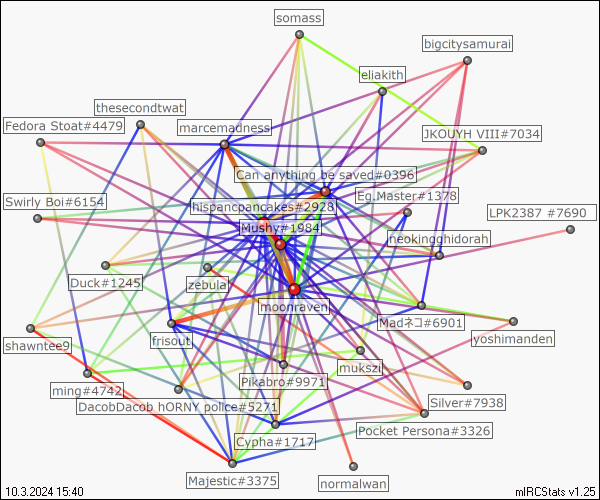 somass
bigcitysamurai
eliakith
thesecondtwat
Fedora Stoat#4479
marcemadness
JKOUYH VIII#7034
Can anything be saved#0396
Eg.Master#1378
Swirly Boi#6154
hispancpancakes#2928
LPK2387 #7690
Mushy#1984
neokingghidorah
Duck#1245
zebula
moonraven
Madネコ#6901
yoshimanden
shawntee9
frisout
mukszi
Pikabro#9971
ming#4742
Silver#7938
DacobDacob hORNY police#5271
Pocket Persona#3326
Cypha#1717
Majestic#3375
normalwan
10.3.2024 15:40
mIRCStats v1.25